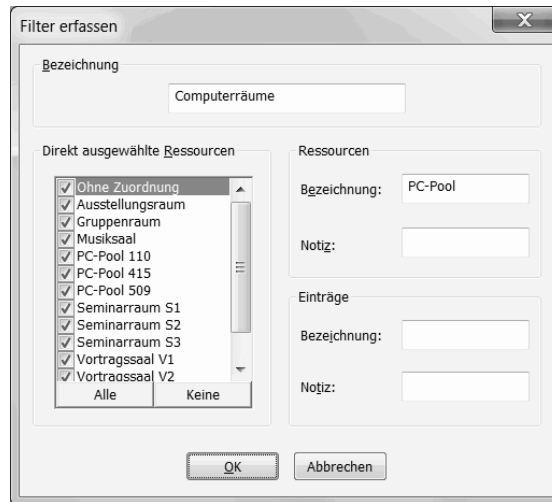 Filter erfassen
X
Bezeichnung
Computerräume
Direkt ausgewählte Ressourcen
Ohne Zuordnung
Ausstellungsraum
Gruppenraum
Musiksaal
PC-Pool 110
PC-Pool 415
PC-Pool 509
Seminarraum S1
Seminarraum S2
Seminarraum S3
Vortragssaal V1
Vortragssaal V2
Alle Keine
Ressourcen
Bezeichnung: PC-Pool
Notiz:
Einträge
Bezeichnung:
Notiz:
OK Abbrechen